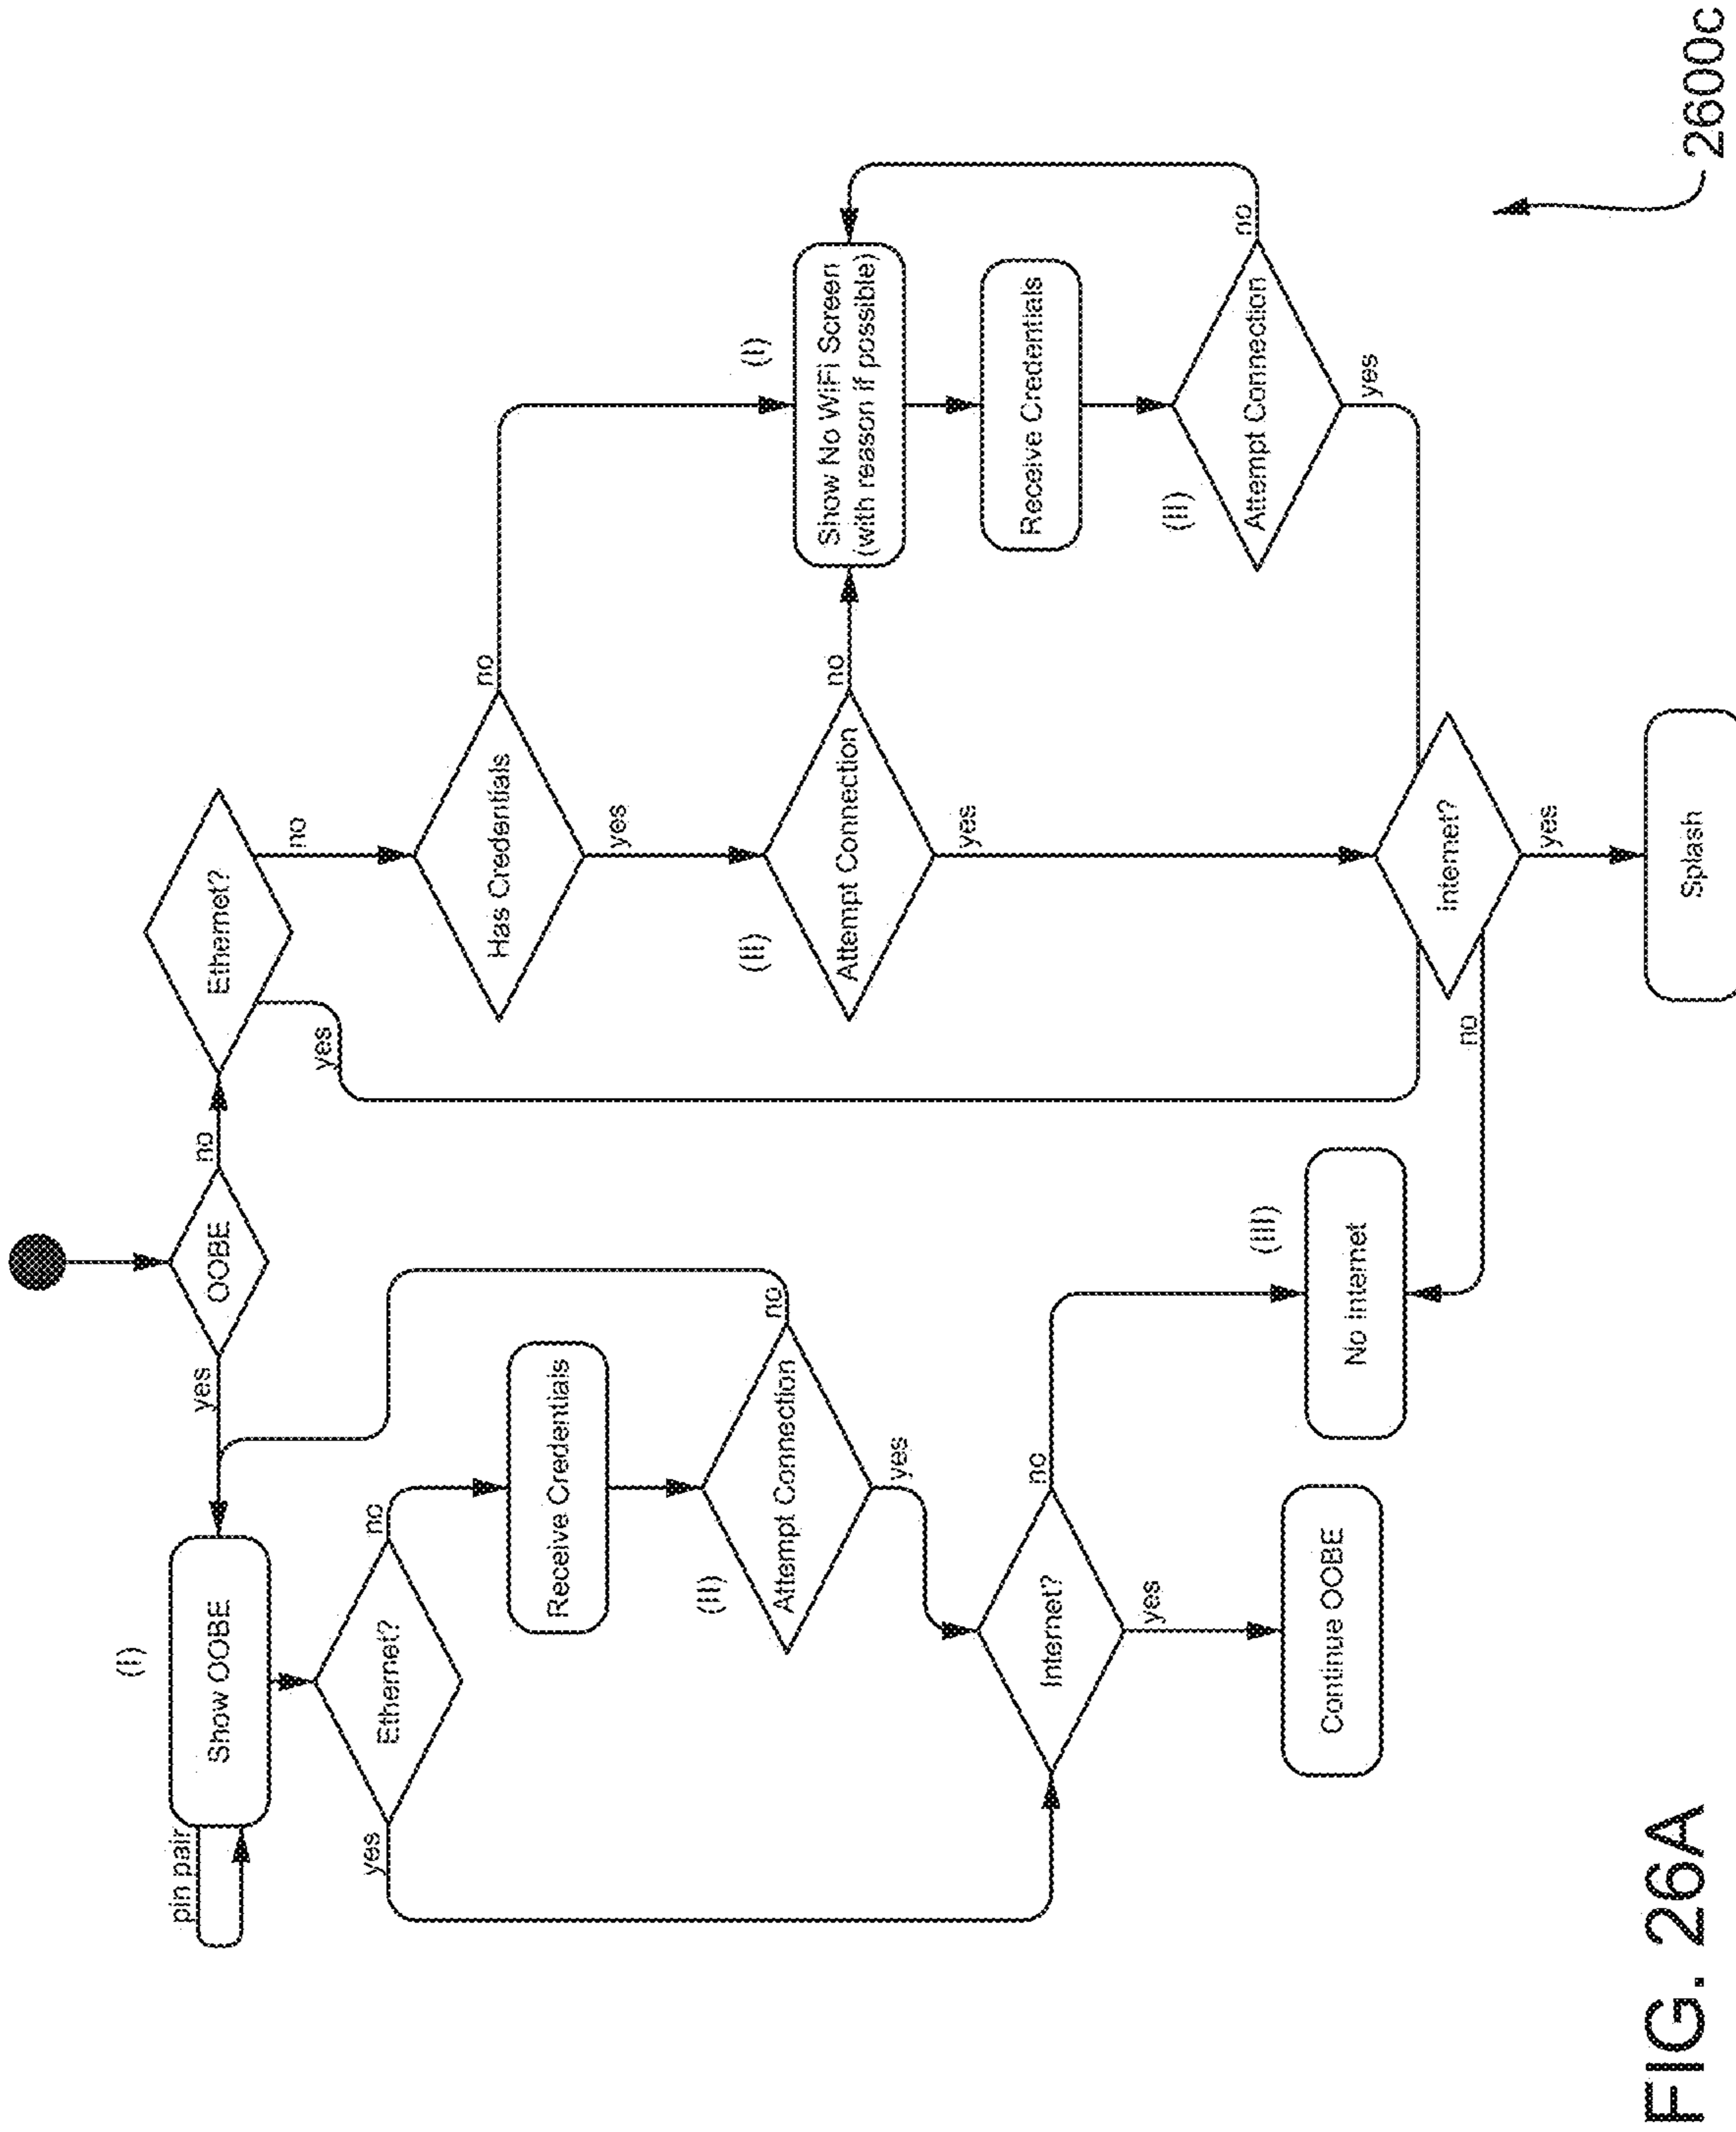 OOBE
yes
no
(I)
Show OOBE
pin pair
Ethernet?
yes
no
Receive Credentials
(II)
Attempt Connection
no
yes
Internet?
no
yes
Continue OOBE
(III)
No Internet
Ethernet?
yes
no
Has Credentials
no
yes
(II)
Attempt Connection
no
yes
(I)
Show No WiFi Screen
(with reason if possible)
Receive Credentials
(II)
Attempt Connection
no
yes
Internet?
no
yes
Splash
2600c
FIG. 26A